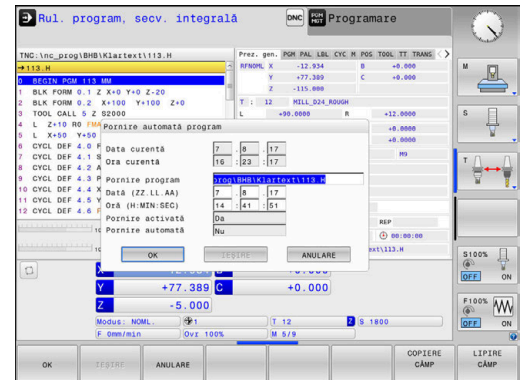 Rul. program, secv. integrală
DNC
PGM MGT
Programare
TNC:\nc_prog\BHB\Klartext\113.H
→113.H
0 BEGIN PGM 113 MM
1 BLK FORM 0.1 Z X+0 Y+0 Z-20
2 BLK FORM 0.2 X+100 Y+100 Z+0
3 TOOL CALL 5 Z S2000
4 L Z+10 R0 FMA
5 L X+50 Y+50
6 CYCL DEF 4.0 F
7 CYCL DEF 4.1 S
8 CYCL DEF 4.2 A
9 CYCL DEF 4.3 P
10 CYCL DEF 4.4 X
11 CYCL DEF 4.5 Y
12 CYCL DEF 4.6 F
Prez. gen. PGM PAL LBL CYC M POS TOOL TT TRANS
RFNOML X -12.934 B +0.000
Y +77.389 C +0.000
Z -115.000
T : 12 MILL_D24_ROUGH
L +90.0000 R +12.0000
+0.0000
+0.0000
M9
REP
00:00:00
ext\113.H
Pornire automată program
Data curentă 7 .8 .17
Ora curentă 16 :23 :17
Pornire program prog\BHB\Klartext\113.H
Dată (ZZ.LL.AA) 7 .8 .17
Oră (H:MIN:SEC) 14 :41 :51
Pornire activată Da
Pornire automată Nu
OK IEȘIRE ANULARE
X
Y +77.389 C +0.000
Z -5.000
Modus: NOML. 1 T 12 Z S 1800
F 0mm/min Ovr 100% M 5/9
M
S
T
S100%
OFF ON
F100%
OFF ON
OK IEȘIRE ANULARE COPIERE CÂMP LIPIRE CÂMP